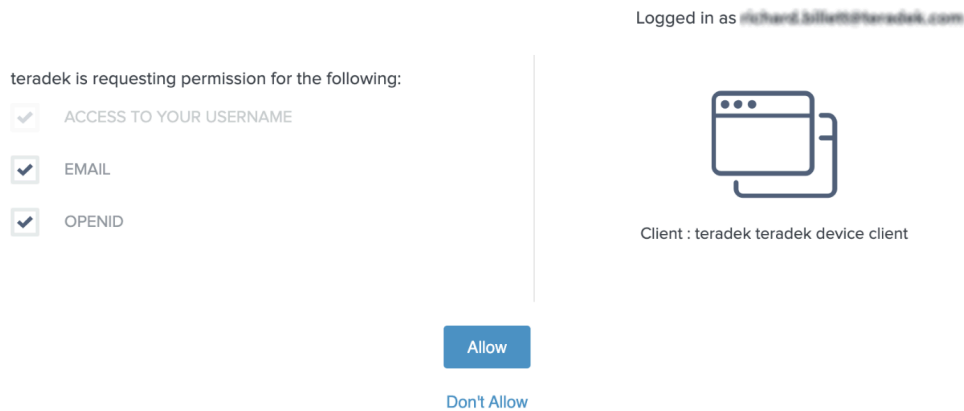 Logged in as
teradek is requesting permission for the following:
ACCESS TO YOUR USERNAME
EMAIL
OPENID
Client : teradek teradek device client
Allow
Don't Allow